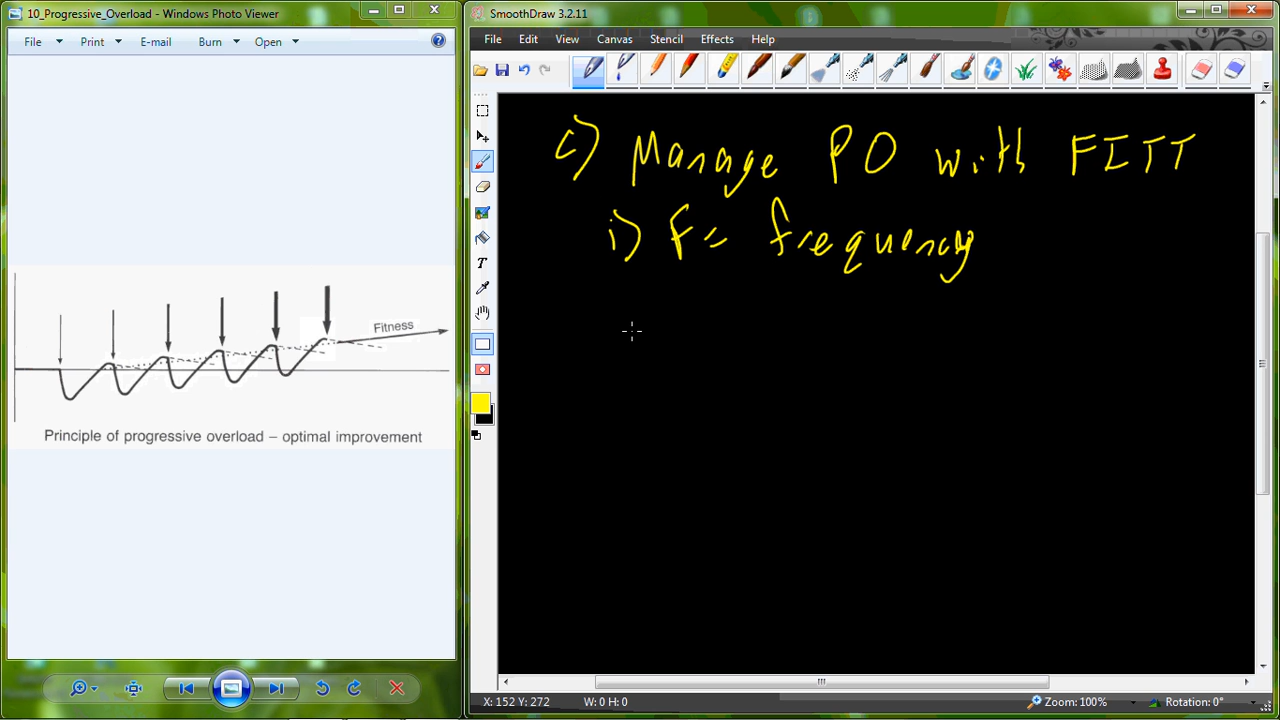 10_Progressive_Overload - Windows Photo Viewer
File Print E-mail Burn Open
Fitness
Principle of progressive overload – optimal improvement
SmoothDraw 3.2.11
File Edit View Canvas Stencil Effects Help
c) Manage PO with FITT
i) F = frequency
X: 152 Y: 272 W: 0 H: 0 Zoom: 100% Rotation: 0°